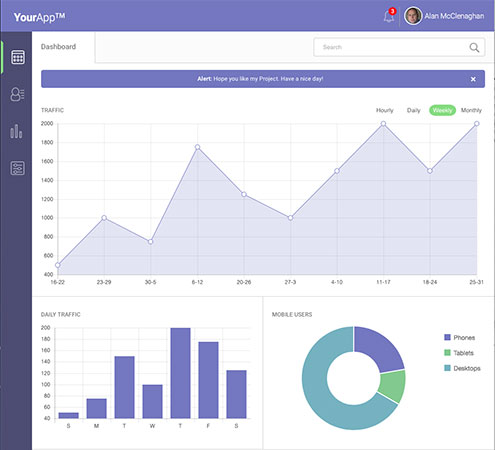 YourApp™
3
Alan McClenaghan
Dashboard
Search
Alert: Hope you like my Project. Have a nice day!
×
TRAFFIC
Hourly Daily Weekly Monthly
2000
1800
1600
1400
1200
1000
800
600
400
16-22 23-29 30-5 6-12 20-26 27-3 4-10 11-17 18-24 25-31
DAILY TRAFFIC
200
180
160
140
120
100
80
60
40
S M T W T F S
MOBILE USERS
Phones
Tablets
Desktops